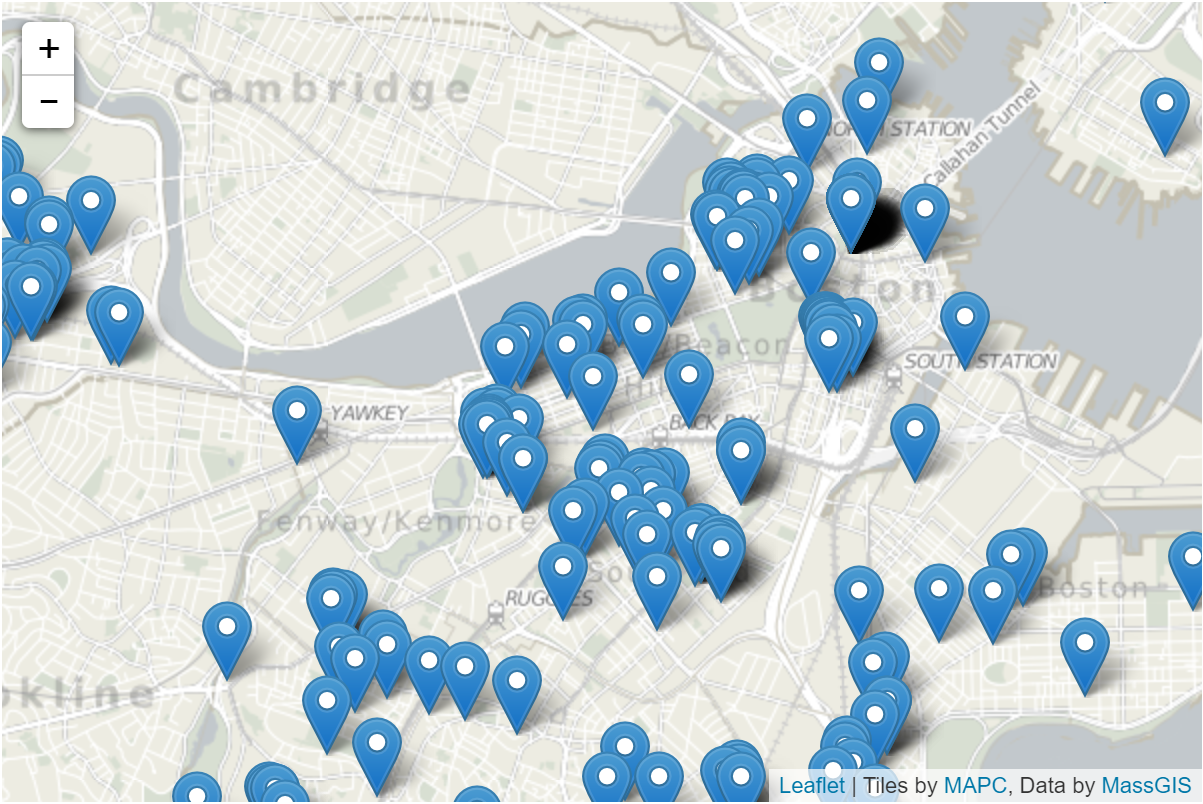 +
−
Cambridge
NORTH STATION
Callahan Tunnel
Boston
/Beacon
SOUTH STATION
YAWKEY
BACK BAY
Fenway/Kenmore
Boston
RUGGLES
kline
Leaflet | Tiles by MAPC, Data by MassGIS